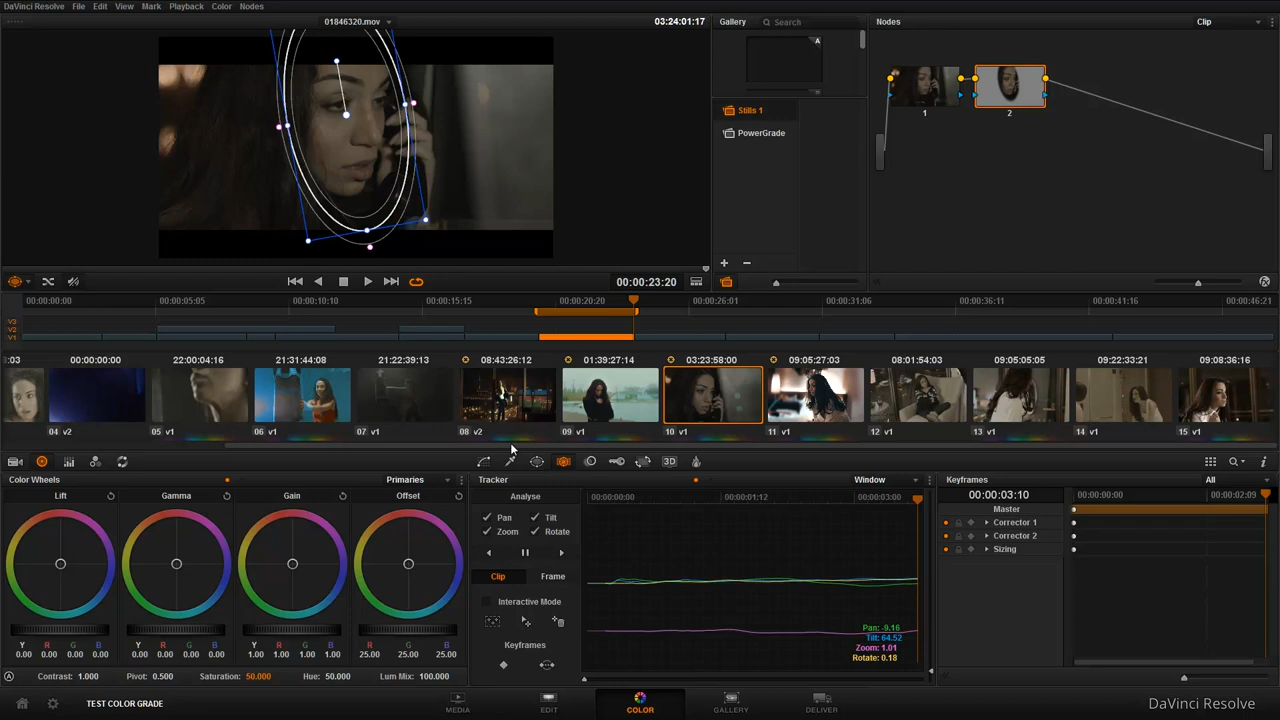 DaVinci Resolve File Edit View Mark Playback Color Nodes
01846320.mov 03:24:01:17 Gallery Search Nodes Clip
A
Stills 1
PowerGrade
1 2
00:00:23:20
00:00:00:00 00:00:05:05 00:00:10:10 00:00:15:15 00:00:20:20 00:00:26:01 00:00:31:06 00:00:36:11 00:00:41:16 00:00:46:21
V3
V2
V1
:03 00:00:00:00 22:00:04:16 21:31:44:08 21:22:39:13 08:43:26:12 01:39:27:14 03:23:58:00 09:05:27:03 08:01:54:03 09:05:05:05 09:22:33:21 09:08:36:16
04 v2 05 v1 06 v1 07 v1 08 v2 09 v1 10 v1 11 v1 12 v1 13 v1 14 v1 15 v1
3D
Color Wheels Primaries Tracker Window Keyframes All
Lift Gamma Gain Offset Analyse 00:00:00:00 00:00:01:12 00:00:03:00 00:00:03:10 00:00:00:00 00:00:02:09
Pan Tilt
Zoom Rotate
Master
Corrector 1
Corrector 2
Sizing
Clip Frame
Interactive Mode
Keyframes
Pan: -9.16
Tilt: 64.52
Zoom: 1.01
Rotate: 0.18
Y R G B Y R G B Y R G B R G B
0.00 0.00 0.00 0.00 0.00 0.00 0.00 0.00 1.00 1.00 1.00 1.00 25.00 25.00 25.00
A Contrast: 1.000 Pivot: 0.500 Saturation: 50.000 Hue: 50.000 Lum Mix: 100.000
TEST COLOR GRADE MEDIA EDIT COLOR GALLERY DELIVER DaVinci Resolve